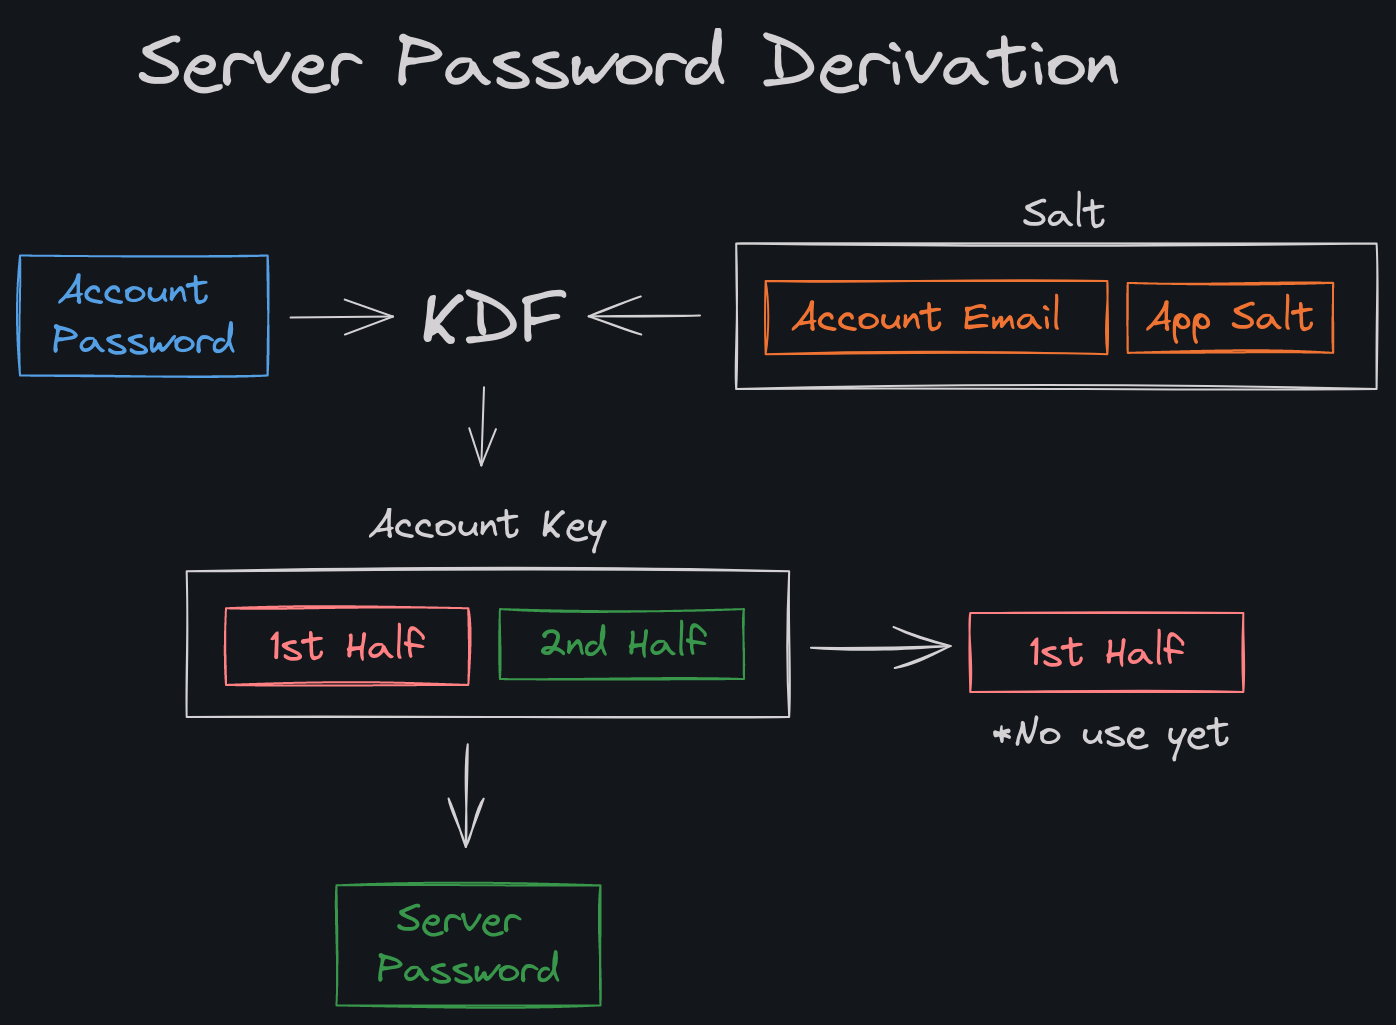 Server Password Derivation
Salt
Account
Password
KDF
Account Email
App Salt
Account Key
1st Half
2nd Half
1st Half
*No use yet
Server
Password